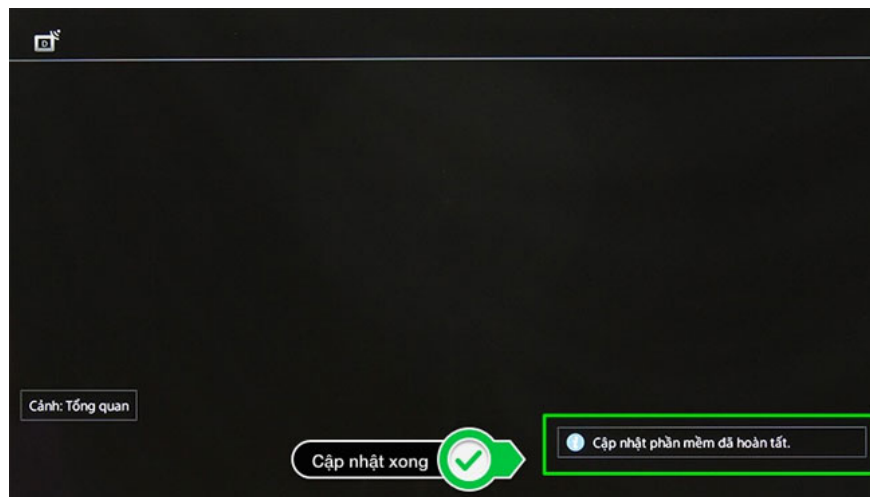 D
Cảnh: Tổng quan
Cập nhật phần mềm đã hoàn tất.
Cập nhật xong